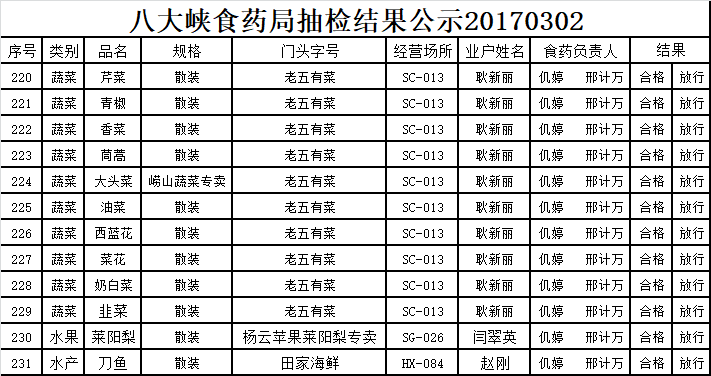 八大峡食药局抽检结果公示20170302
序号 类别 品名 规格 门头字号 经营场所 业户姓名 食药负责人 结果
220 蔬菜 芹菜 散装 老五有菜 SC-013 耿新丽 仉婷 邢计万 合格 放行
221 蔬菜 青椒 散装 老五有菜 SC-013 耿新丽 仉婷 邢计万 合格 放行
222 蔬菜 香菜 散装 老五有菜 SC-013 耿新丽 仉婷 邢计万 合格 放行
223 蔬菜 茼蒿 散装 老五有菜 SC-013 耿新丽 仉婷 邢计万 合格 放行
224 蔬菜 大头菜 崂山蔬菜专卖 老五有菜 SC-013 耿新丽 仉婷 邢计万 合格 放行
225 蔬菜 油菜 散装 老五有菜 SC-013 耿新丽 仉婷 邢计万 合格 放行
226 蔬菜 西蓝花 散装 老五有菜 SC-013 耿新丽 仉婷 邢计万 合格 放行
227 蔬菜 菜花 散装 老五有菜 SC-013 耿新丽 仉婷 邢计万 合格 放行
228 蔬菜 奶白菜 散装 老五有菜 SC-013 耿新丽 仉婷 邢计万 合格 放行
229 蔬菜 韭菜 散装 老五有菜 SC-013 耿新丽 仉婷 邢计万 合格 放行
230 水果 莱阳梨 散装 杨云苹果莱阳梨专卖 SG-026 闫翠英 仉婷 邢计万 合格 放行
231 水产 刀鱼 散装 田家海鲜 HX-084 赵刚 仉婷 邢计万 合格 放行